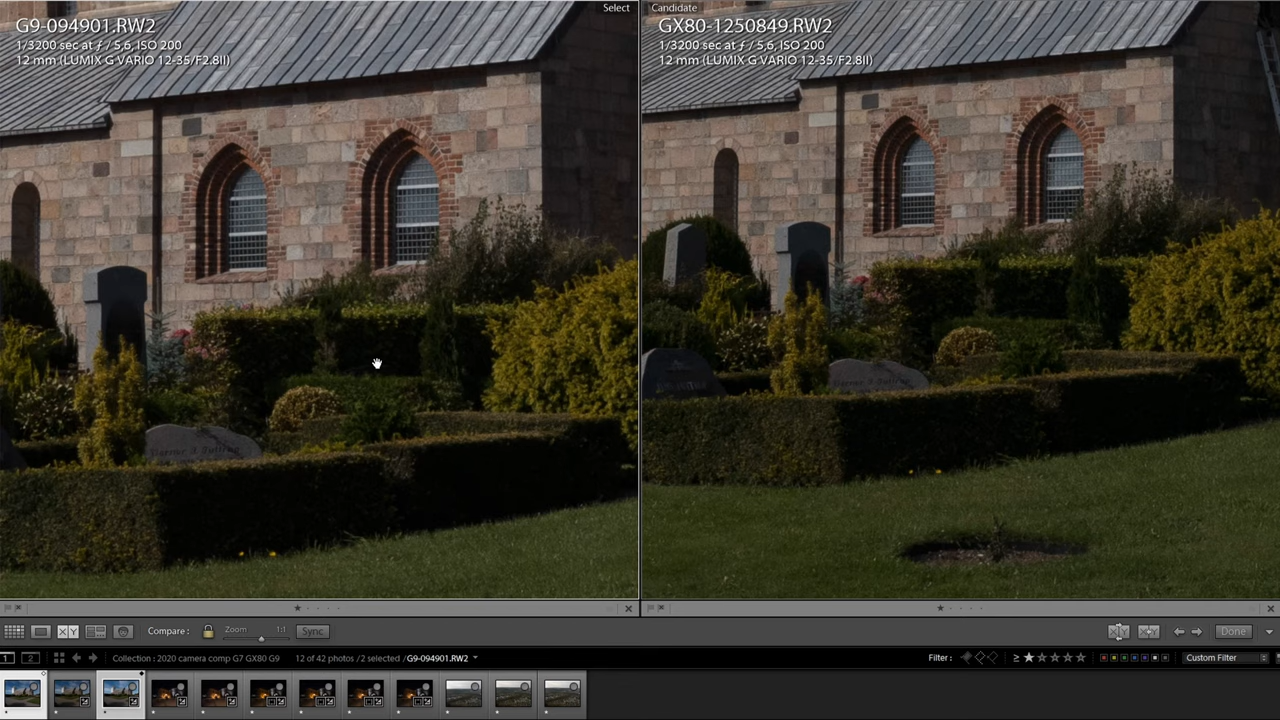 Select
G9-094901.RW2
1/3200 sec at ƒ / 5,6, ISO 200
12 mm (LUMIX G VARIO 12-35/F2.8II)
Candidate
GX80-1250849.RW2
1/3200 sec at ƒ / 5,6, ISO 200
12 mm (LUMIX G VARIO 12-35/F2.8II)
Compare :
Zoom
1:1
Sync
Done
1 2
Collection : 2020 camera comp G7 GX80 G9
12 of 42 photos /2 selected /G9-094901.RW2
Filter :
Custom Filter